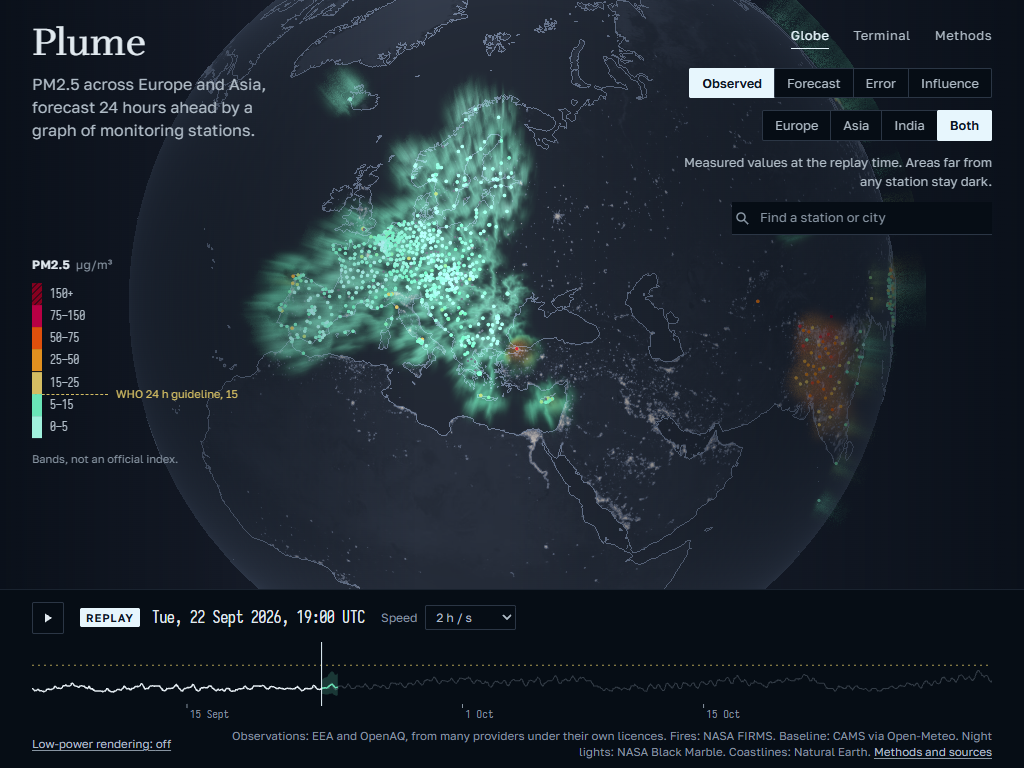 Plume
Globe Terminal Methods
PM2.5 across Europe and Asia,
forecast 24 hours ahead by a
graph of monitoring stations.
Observed Forecast Error Influence
Europe Asia India Both
Measured values at the replay time. Areas far from
any station stay dark.
Find a station or city
PM2.5 µg/m³
150+
75–150
50–75
25–50
15–25
WHO 24 h guideline, 15
5–15
0–5
Bands, not an official index.
REPLAY Tue, 22 Sept 2026, 19:00 UTC Speed 2 h / s
15 Sept 1 Oct 15 Oct
Low-power rendering: off
Observations: EEA and OpenAQ, from many providers under their own licences. Fires: NASA FIRMS. Baseline: CAMS via Open-Meteo. Night
lights: NASA Black Marble. Coastlines: Natural Earth. Methods and sources